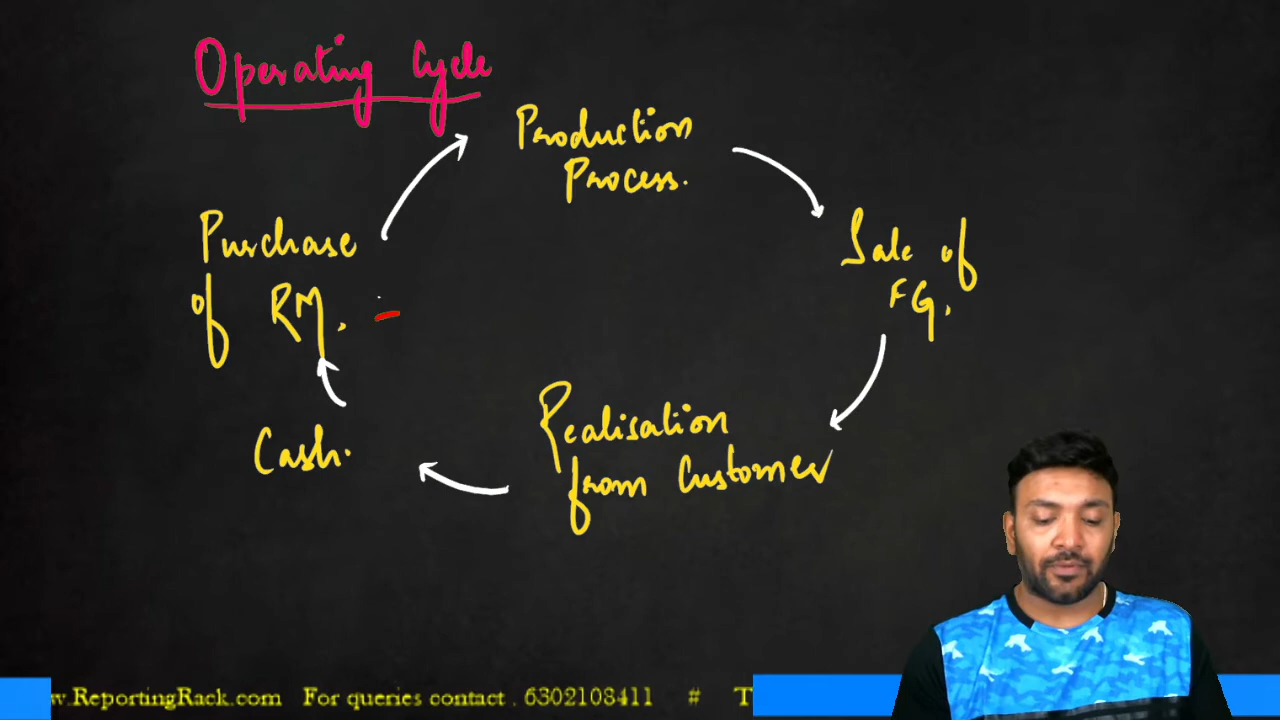 Operating Cycle
Production
Process.
Purchase
of RM.
Sale of
FG.
Realisation
from Customer
Cash.
w.ReportingRack.com For queries contact . 6302108411 # T